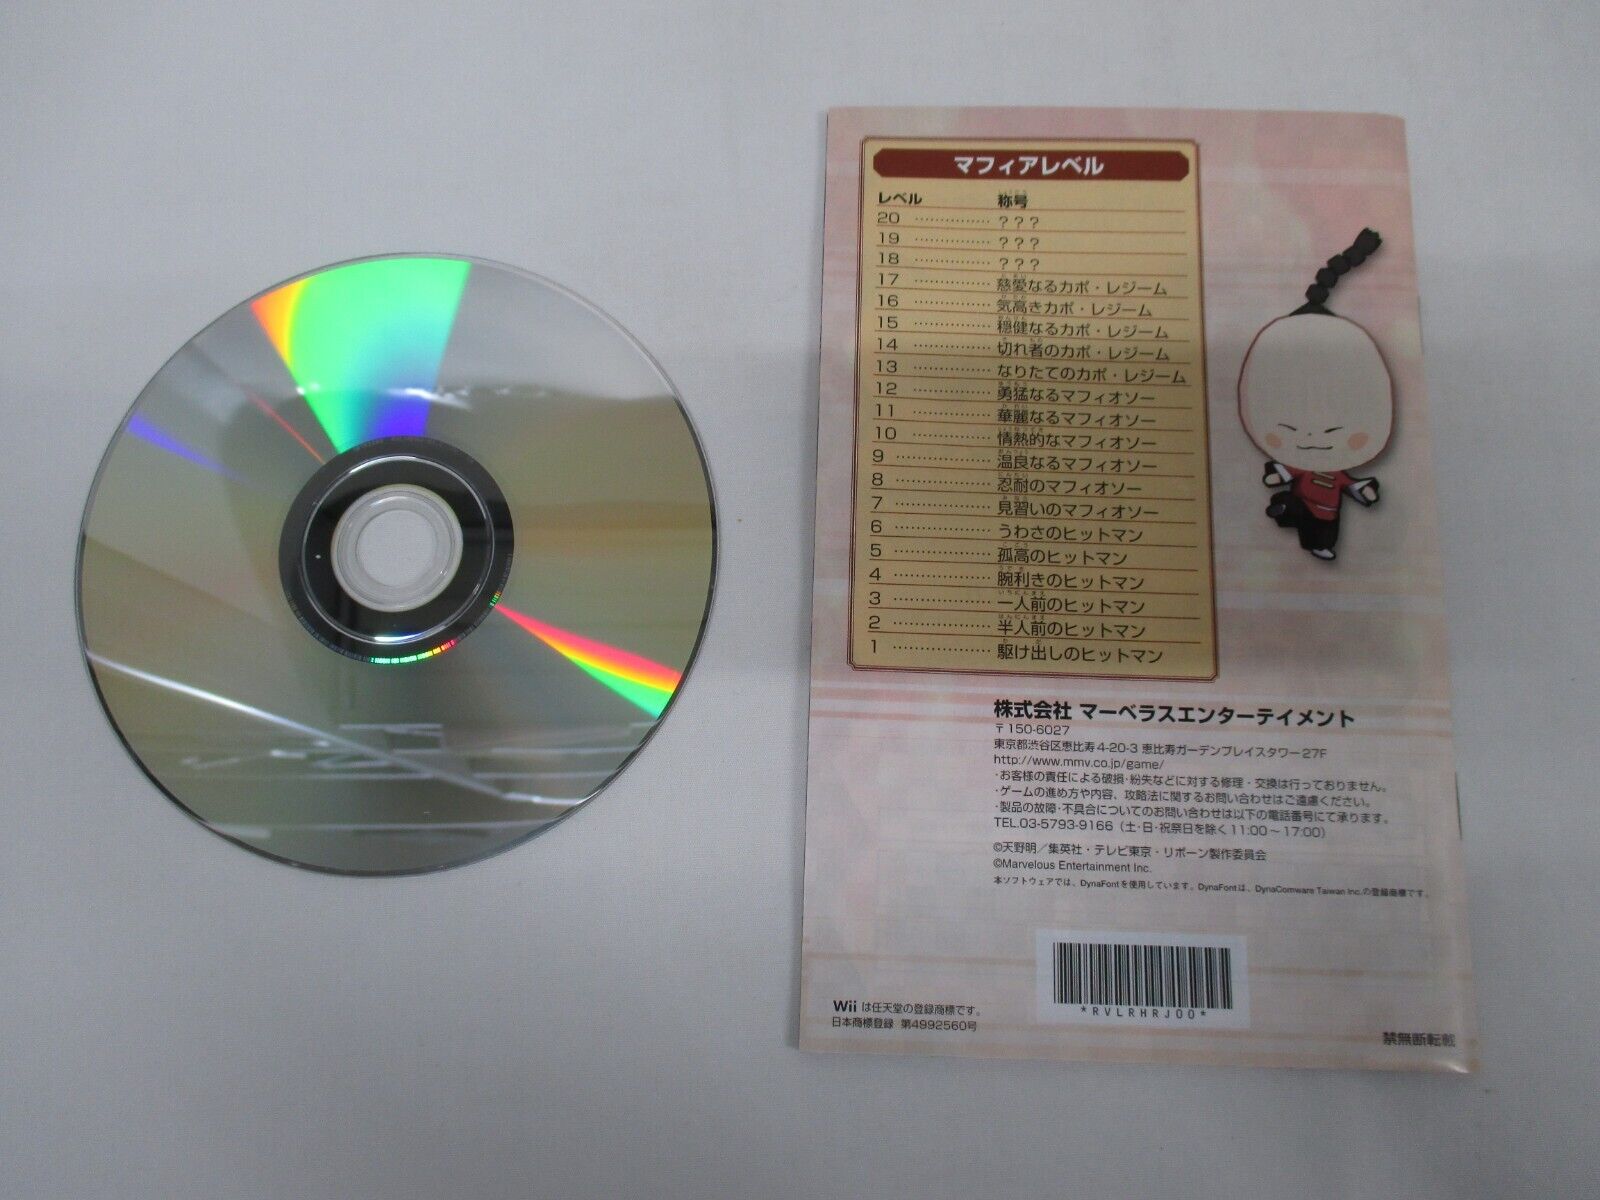 マフィアレベル
レベル 称号
20 ……………… ？？？
19 ……………… ？？？
18 ……………… ？？？
17 ……………… 慈愛なるカポ・レジーム
16 ……………… 気高きカポ・レジーム
15 ……………… 穏健なるカポ・レジーム
14 ……………… 切れ者のカポ・レジーム
13 ……………… なりたてのカポ・レジーム
12 ……………… 勇猛なるマフィオソー
11 ……………… 華麗なるマフィオソー
10 ……………… 情熱的なマフィオソー
9 ……………… 温良なるマフィオソー
8 ……………… 忍耐のマフィオソー
7 ……………… 見習いのマフィオソー
6 ……………… うわさのヒットマン
5 ……………… 孤高のヒットマン
4 ……………… 腕利きのヒットマン
3 ……………… 一人前のヒットマン
2 ……………… 半人前のヒットマン
1 ……………… 駆け出しのヒットマン
株式会社 マーベラスエンターテイメント
〒150-6027
東京都渋谷区恵比寿4-20-3 恵比寿ガーデンプレイスタワー27F
http://www.mmv.co.jp/game/
・お客様の責任による破損・紛失などに対する修理・交換は行っておりません。
・ゲームの進め方や内容、攻略法に関するお問い合わせはご遠慮ください。
・製品の故障・不具合についてのお問い合わせは以下の電話番号にて承ります。
TEL.03-5793-9166（土・日・祝祭日を除く11:00～17:00）
©天野明／集英社・テレビ東京・リボーン製作委員会
©Marvelous Entertainment Inc.
本ソフトウェアでは、DynaFontを使用しています。DynaFontは、DynaComware Taiwan Inc.の登録商標です。
*RVLRHRJ00*
Wii は任天堂の登録商標です。
日本商標登録 第4992560号
禁無断転載